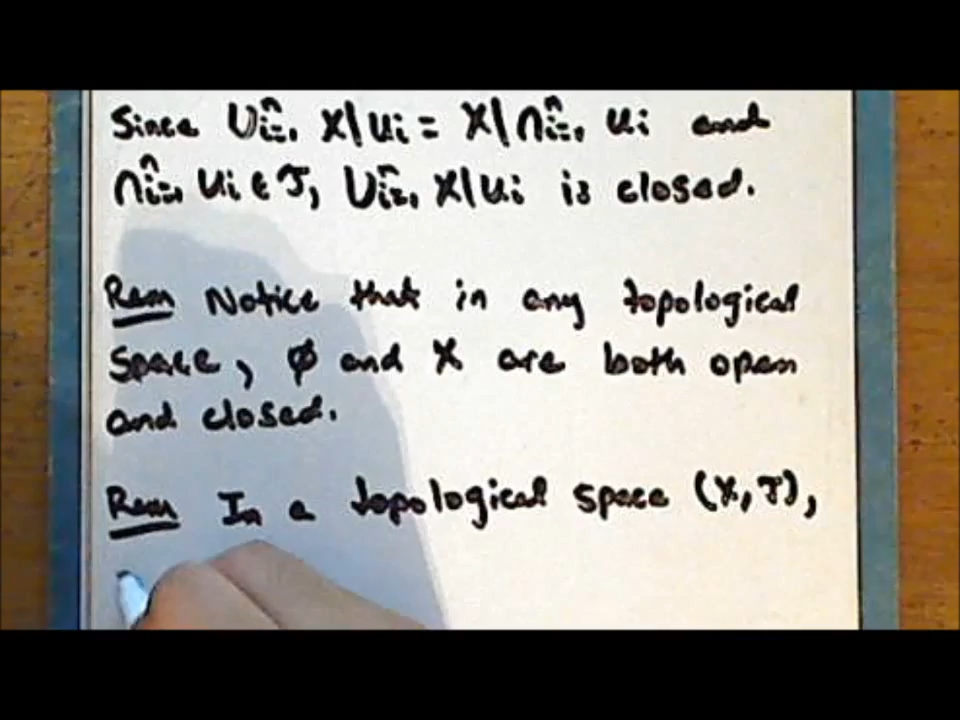 Since ∪ⁿᵢ₌₁ X\Uᵢ = X\∩ⁿᵢ₌₁ Uᵢ and
∩ⁿᵢ₌₁ Uᵢ ∈ 𝒯, ∪ⁿᵢ₌₁ X\Uᵢ is closed.
Rem Notice that in any topological
space, ∅ and X are both open
and closed.
Rem In a topological space (X, 𝒯),